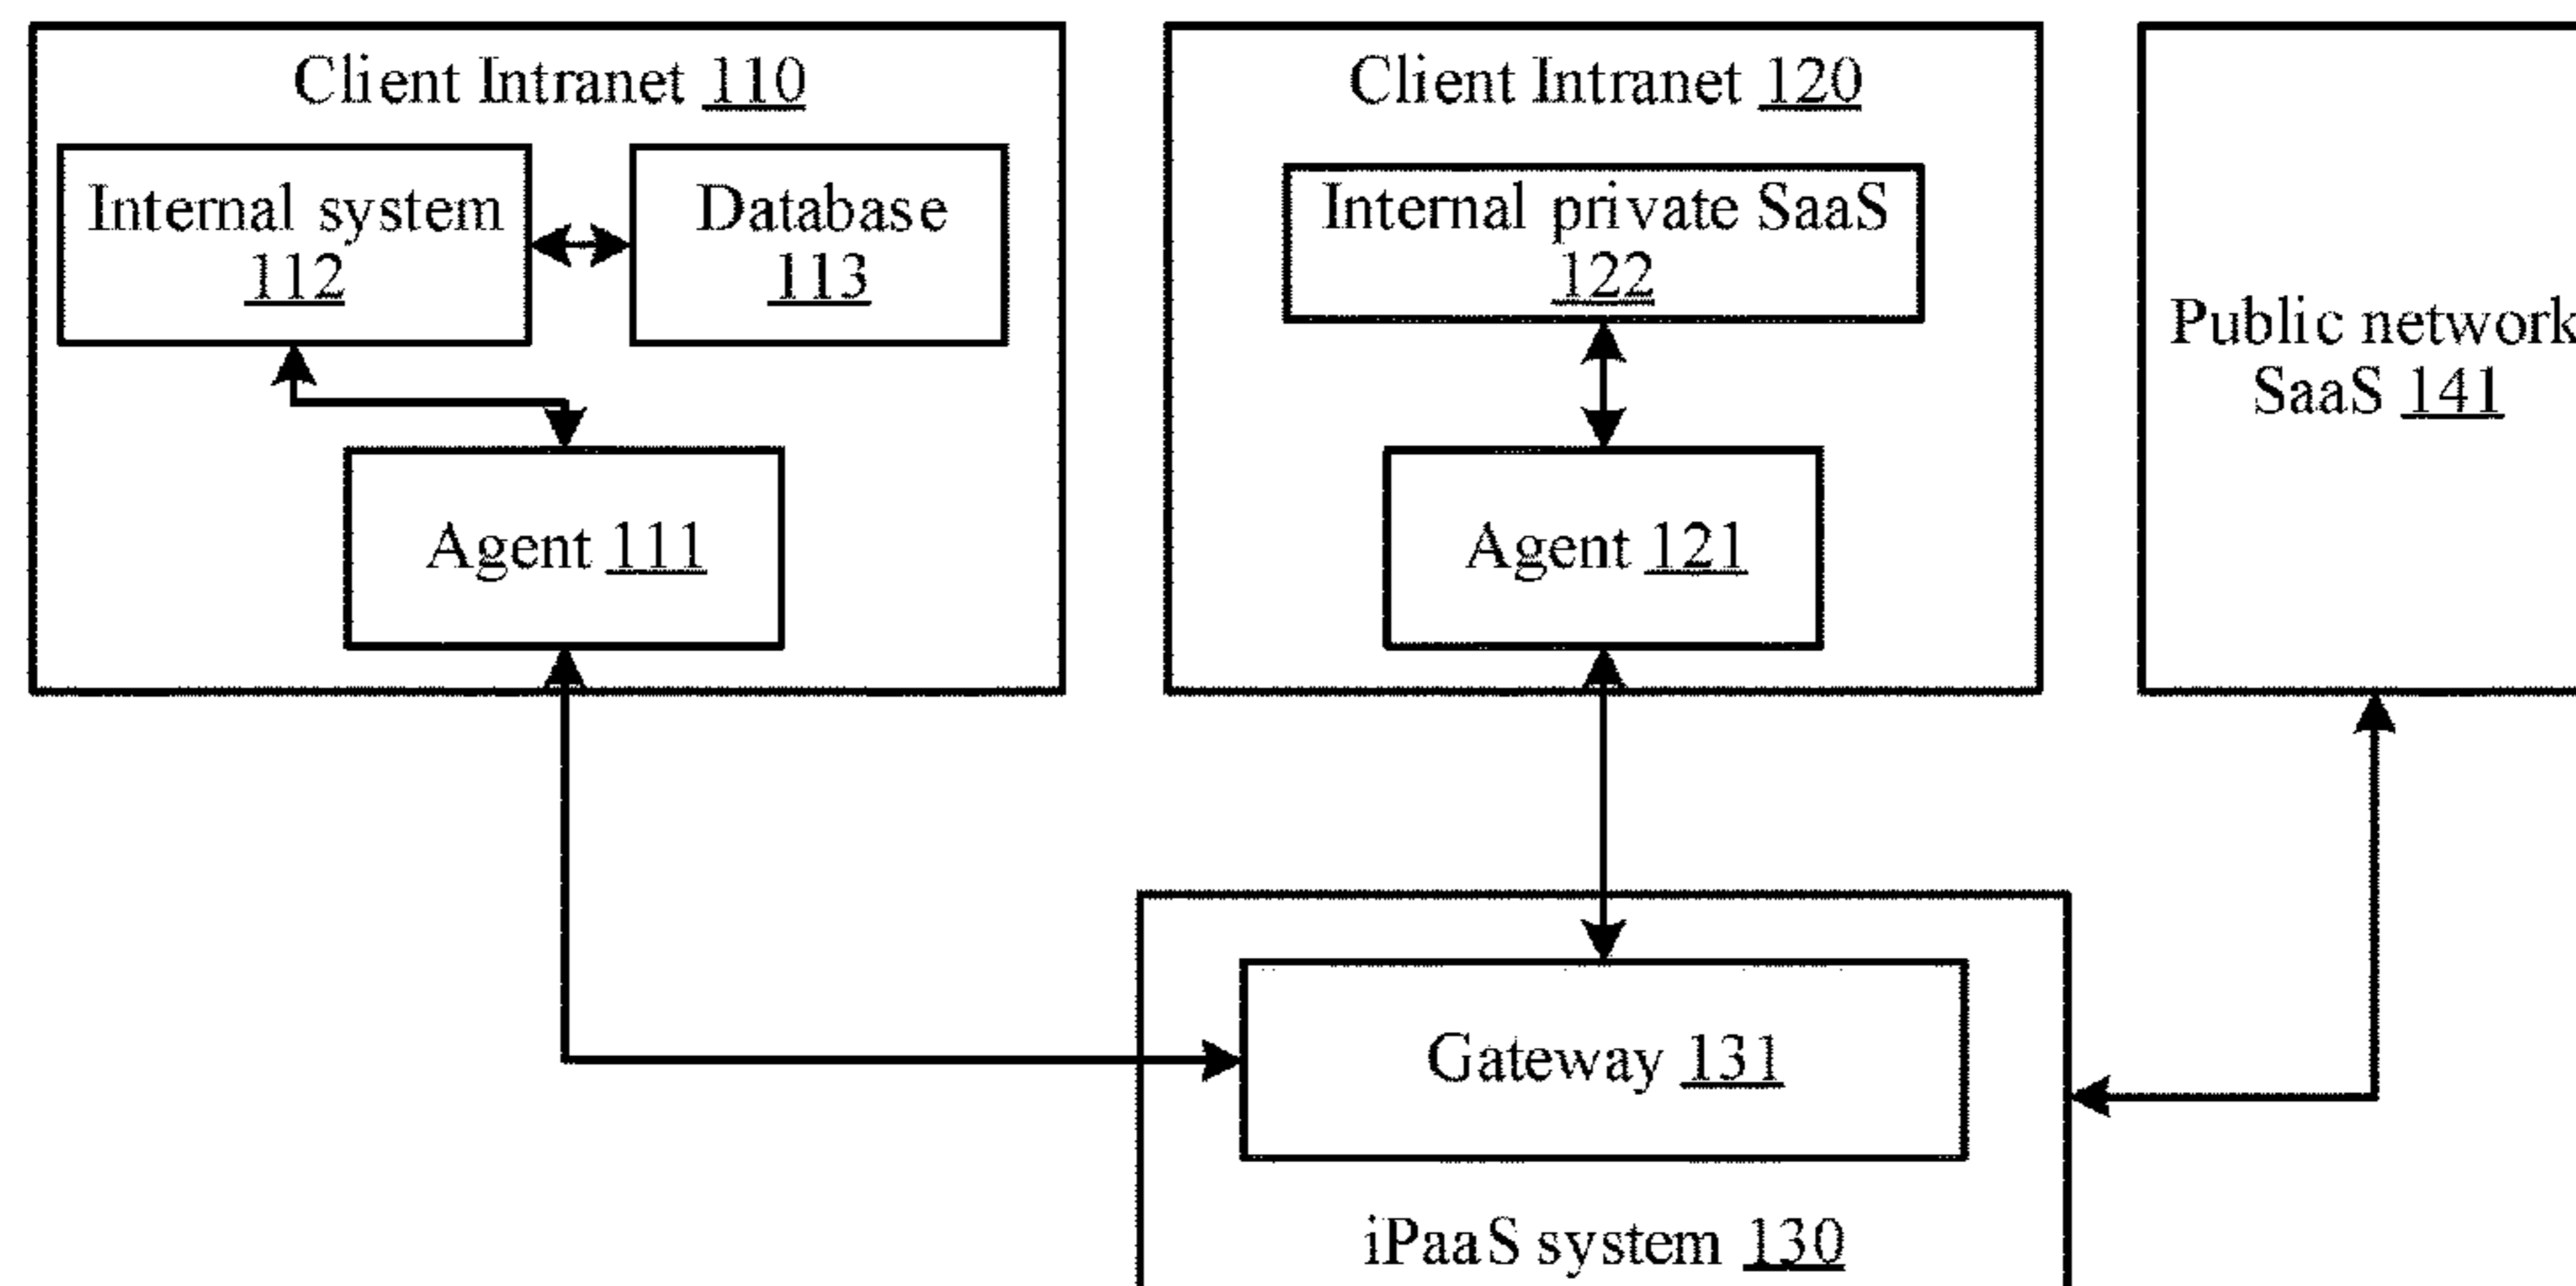 Client Intranet 110
Internal system
112
Database
113
Agent 111
Client Intranet 120
Internal private SaaS
122
Agent 121
Public network
SaaS 141
Gateway 131
iPaaS system 130